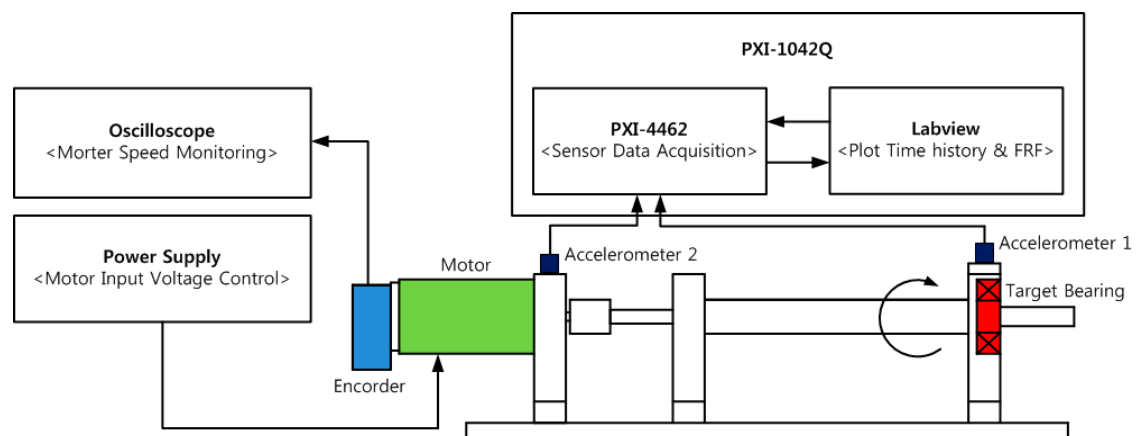 PXI-1042Q
Oscilloscope
<Morter Speed Monitoring>
PXI-4462
<Sensor Data Acquisition>
Labview
<Plot Time history & FRF>
Power Supply
<Motor Input Voltage Control>
Motor
Accelerometer 2
Accelerometer 1
Target Bearing
Encorder